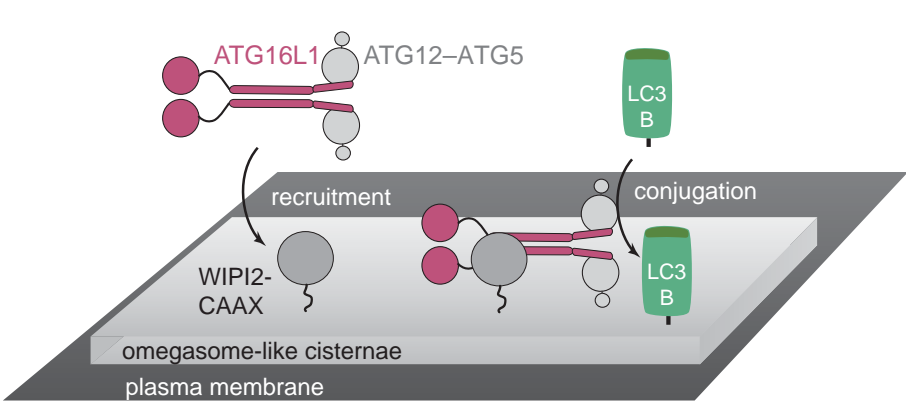 ATG16L1 ATG12–ATG5
LC3
B
recruitment
conjugation
WIPI2-
CAAX
LC3
B
omegasome-like cisternae
plasma membrane